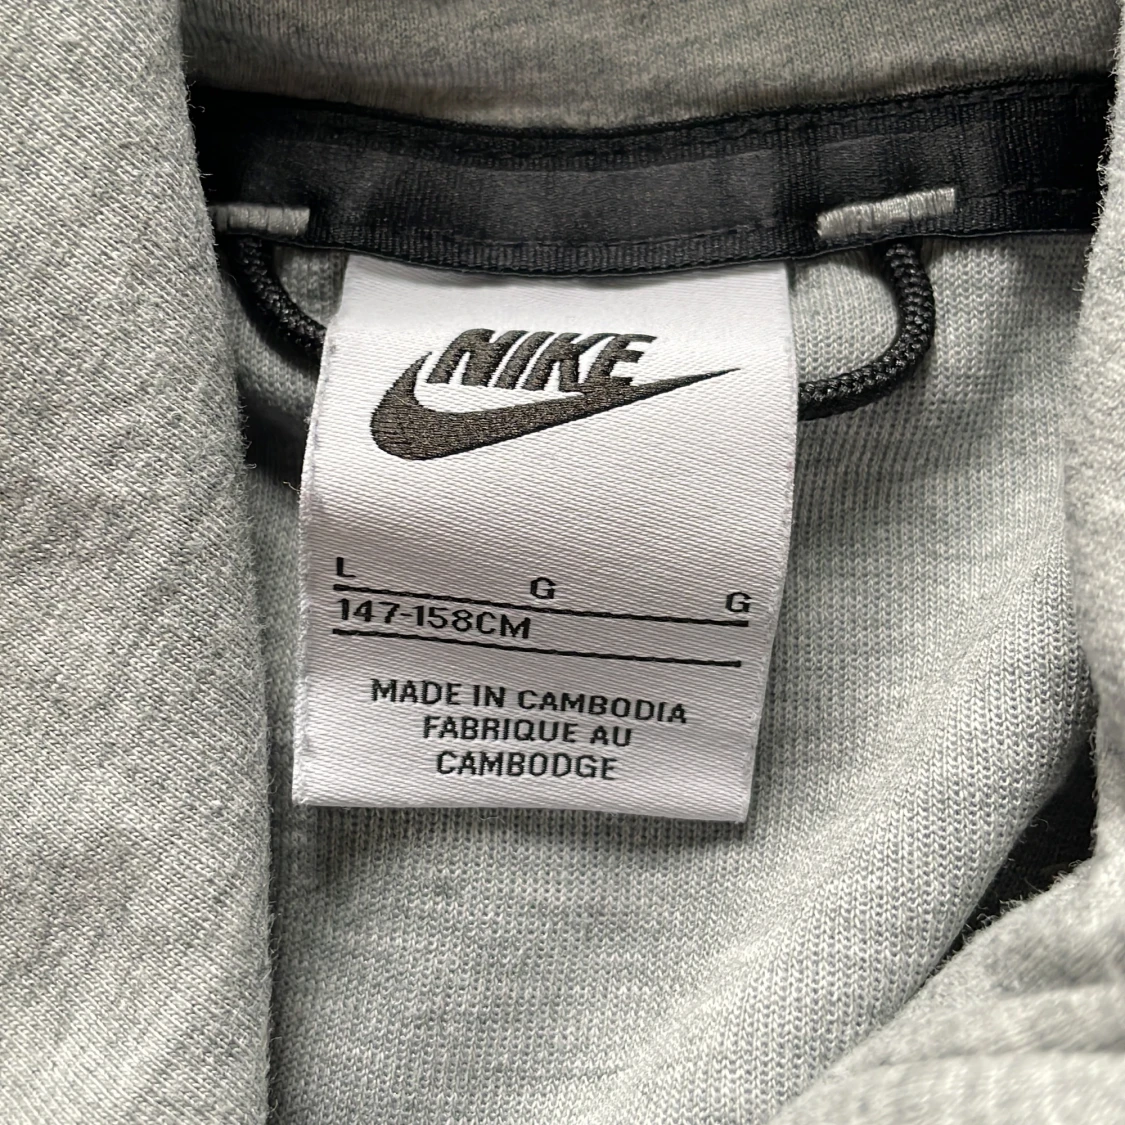 NIKE
L G G
147-158CM
MADE IN CAMBODIA
FABRIQUE AU
CAMBODGE